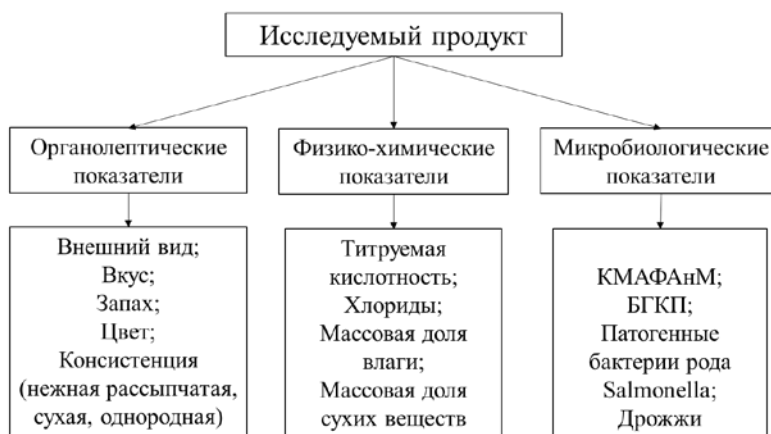 Исследуемый продукт
Органолептические
показатели
Физико-химические
показатели
Микробиологические
показатели
Внешний вид;
Вкус;
Запах;
Цвет;
Консистенция
(нежная рассыпчатая,
сухая, однородная)
Титруемая
кислотность;
Хлориды;
Массовая доля
влаги;
Массовая доля
сухих веществ
КМАФАнМ;
БГКП;
Патогенные
бактерии рода
Salmonella;
Дрожжи